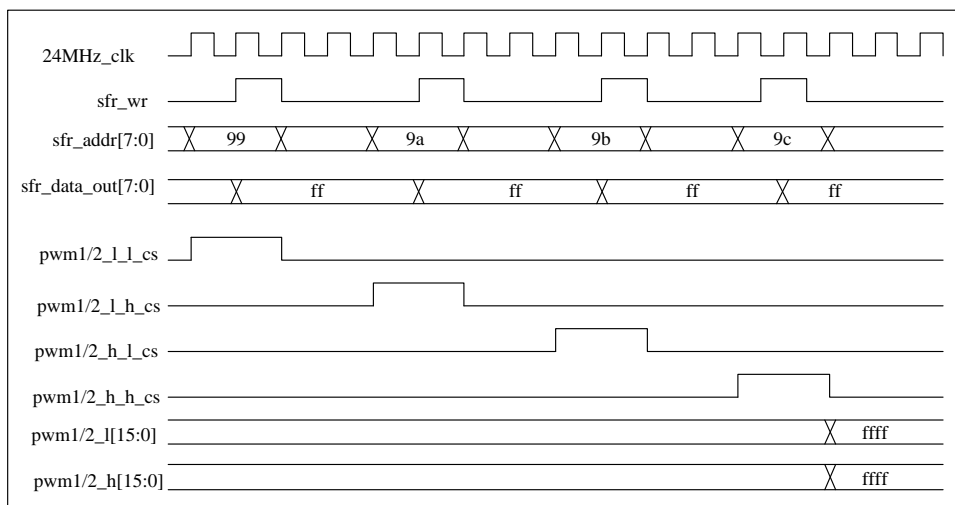 24MHz_clk
sfr_wr
sfr_addr[7:0] 99 9a 9b 9c
sfr_data_out[7:0] ff ff ff ff
pwm1/2_l_l_cs
pwm1/2_l_h_cs
pwm1/2_h_l_cs
pwm1/2_h_h_cs
pwm1/2_l[15:0] ffff
pwm1/2_h[15:0] ffff